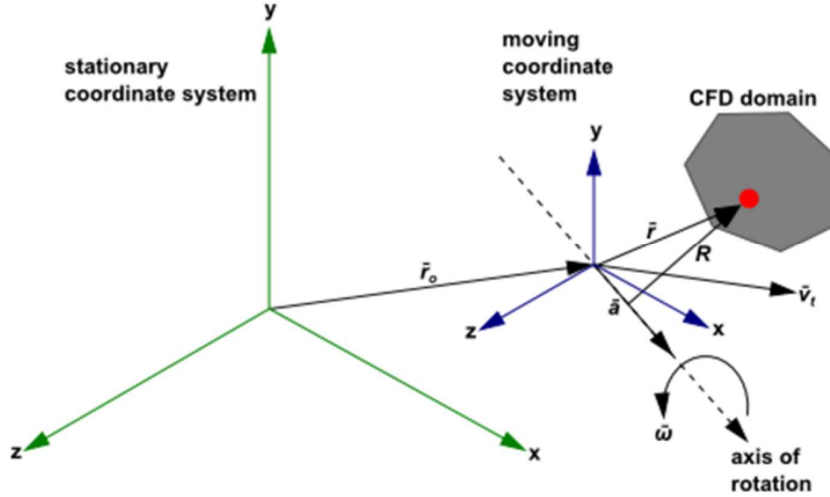 y
stationary
coordinate system
moving
coordinate
system
CFD domain
y
r̄
R
r̄ₒ
v̄ₜ
ā
z
x
ω̄
z
x
axis of
rotation